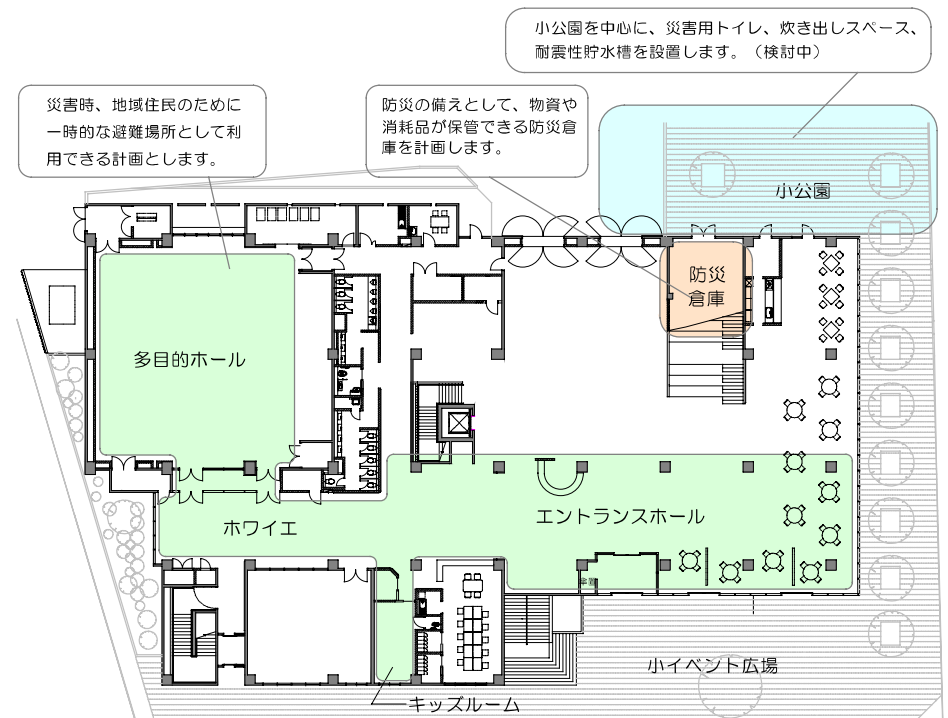 小公園を中心に、災害用トイレ、炊き出しスペース、
耐震性貯水槽を設置します。（検討中）
災害時、地域住民のために
一時的な避難場所として利
用できる計画とします。
防災の備えとして、物資や
消耗品が保管できる防災倉
庫を計画します。
小公園
防災
倉庫
多目的ホール
ホワイエ
エントランスホール
小イベント広場
キッズルーム